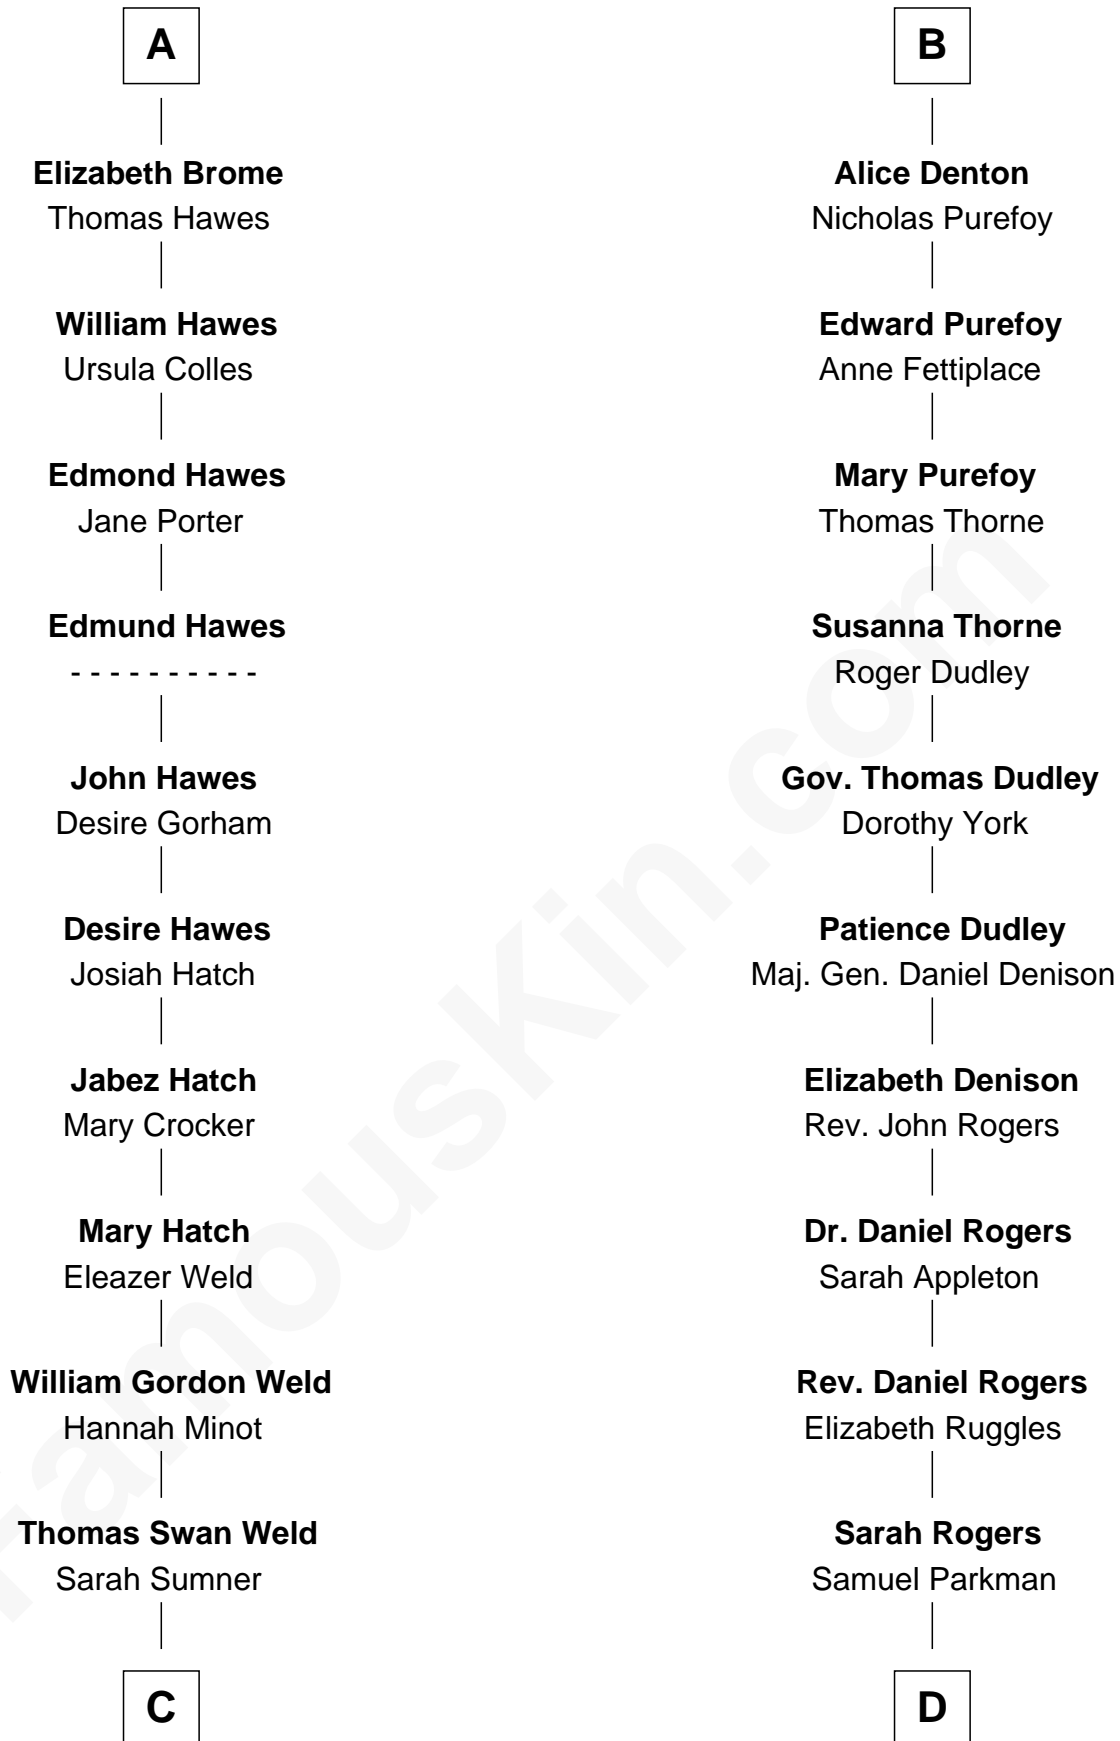 A
Elizabeth Brome
Thomas Hawes
William Hawes
Ursula Colles
Edmond Hawes
Jane Porter
Edmund Hawes
- - - - - - - - - -
John Hawes
Desire Gorham
Desire Hawes
Josiah Hatch
Jabez Hatch
Mary Crocker
Mary Hatch
Eleazer Weld
William Gordon Weld
Hannah Minot
Thomas Swan Weld
Sarah Sumner
C
B
Alice Denton
Nicholas Purefoy
Edward Purefoy
Anne Fettiplace
Mary Purefoy
Thomas Thorne
Susanna Thorne
Roger Dudley
Gov. Thomas Dudley
Dorothy York
Patience Dudley
Maj. Gen. Daniel Denison
Elizabeth Denison
Rev. John Rogers
Dr. Daniel Rogers
Sarah Appleton
Rev. Daniel Rogers
Elizabeth Ruggles
Sarah Rogers
Samuel Parkman
D
FamousKin.com